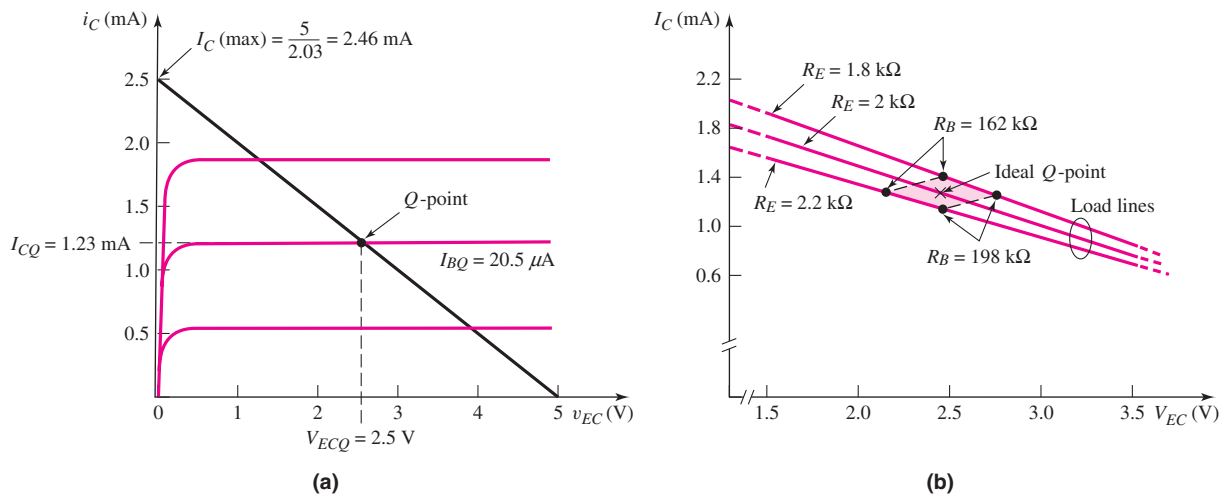 i_C (mA)
I_C (max) = 5/2.03 = 2.46 mA
2.5
2.0
1.5
Q-point
I_CQ = 1.23 mA
I_BQ = 20.5 μA
1.0
0.5
0 1 2 3 4 5 v_EC (V)
V_ECQ = 2.5 V
(a)
I_C (mA)
2.2
R_E = 1.8 kΩ
R_E = 2 kΩ
1.8
R_B = 162 kΩ
1.4
Ideal Q-point
R_E = 2.2 kΩ
Load lines
1.0
R_B = 198 kΩ
0.6
1.5 2.0 2.5 3.0 3.5 V_EC (V)
(b)